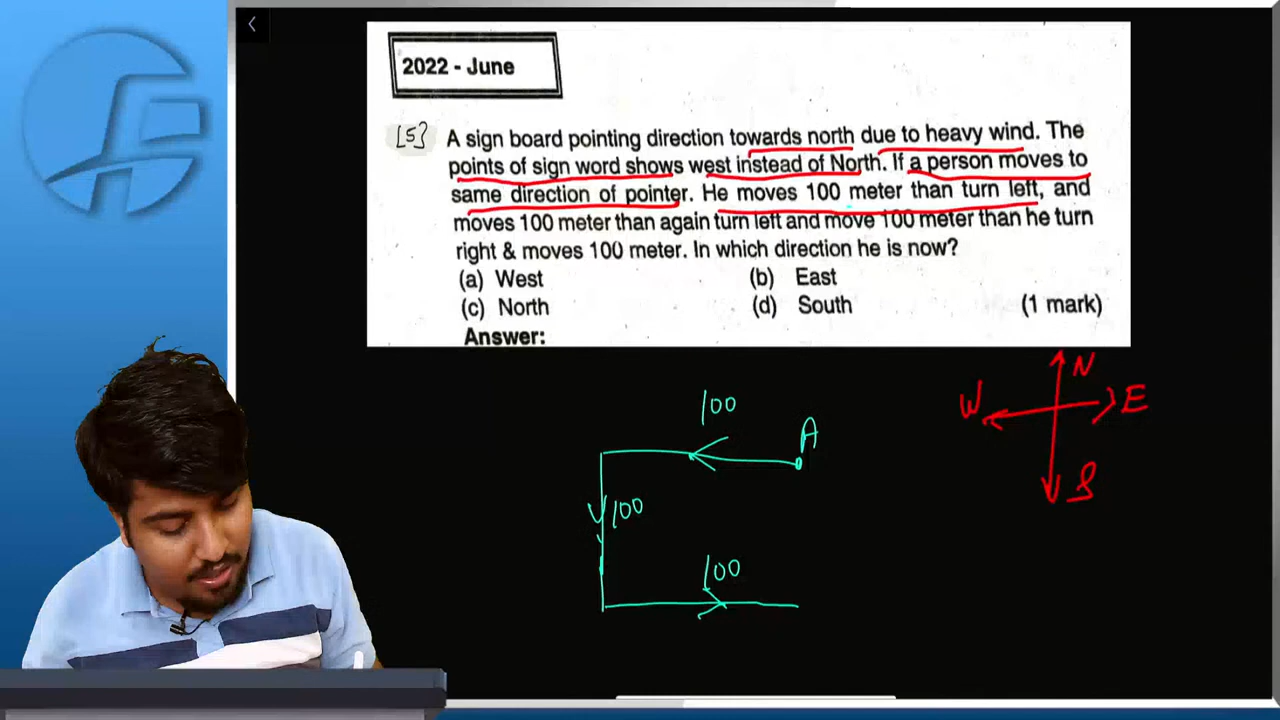 2022 - June
[5] A sign board pointing direction towards north due to heavy wind. The
points of sign word shows west instead of North. If a person moves to
same direction of pointer. He moves 100 meter than turn left, and
moves 100 meter than again turn left and move 100 meter than he turn
right & moves 100 meter. In which direction he is now?
(a) West (b) East
(c) North (d) South (1 mark)
Answer:
N
W E
S
100
A
100
100